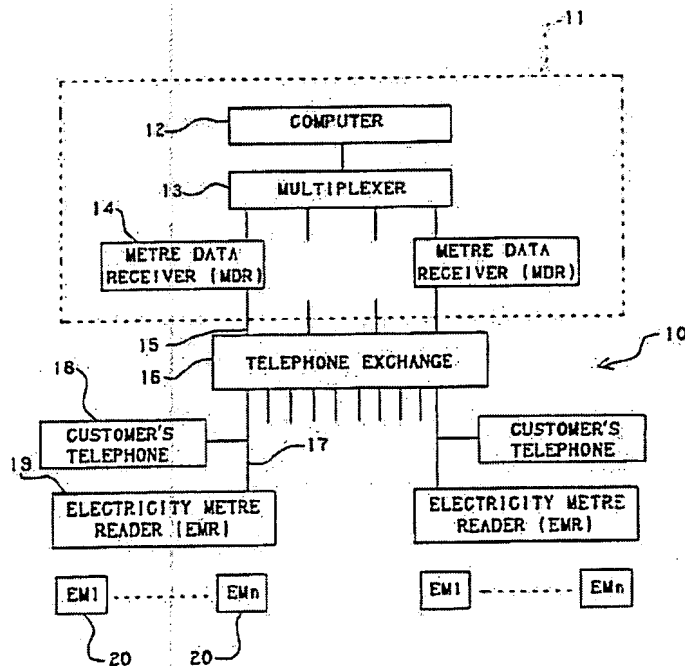 11
12
COMPUTER
13
MULTIPLEXER
14
METRE DATA
RECEIVER (MDR)
METRE DATA
RECEIVER (MDR)
15
16
TELEPHONE EXCHANGE
10
18
CUSTOMER'S
TELEPHONE
17
CUSTOMER'S
TELEPHONE
19
ELECTRICITY METRE
READER (EMR)
ELECTRICITY METRE
READER (EMR)
EM1
EMn
EM1
EMn
20
20